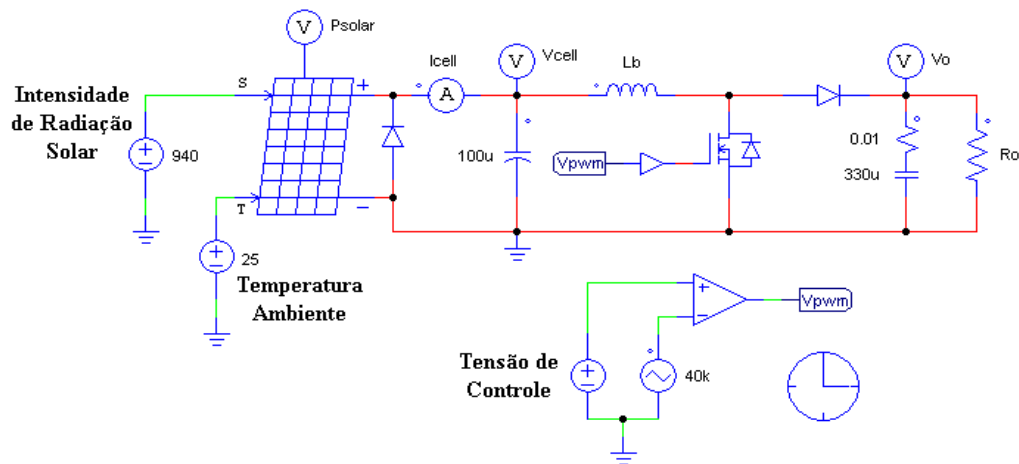 Psolar
V
Icell
Vcell
V
Lb
Vo
V
S
+
A
Intensidade
de Radiação
Solar
940
100u
Vpwm
0.01
330u
Ro
T
−
25
Temperatura
Ambiente
+
−
Vpwm
Tensão de
Controle
40k